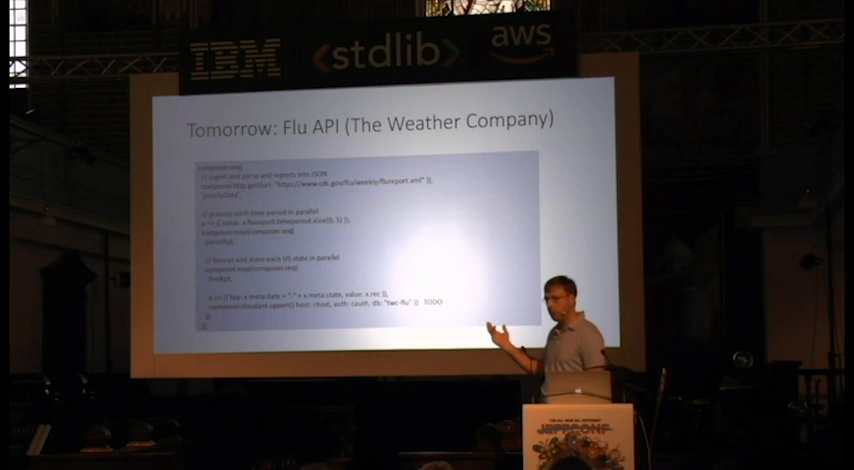 IBM
<stdlib>
aws
Tomorrow: Flu API (The Weather Company)
composer.seq(
// ingest and parse xml reports into JSON
composer.http.get({url: "https://www.cdc.gov/flu/weekly/flureport.xml" }),
// process each time period in parallel
x => ({ value: x.flureport.timeperiod.slice(0, 5) }),
composer.map(composer.seq(
// format and store each US state in parallel
composer.map(composer.seq(
x => ({ key: x.meta.date + "-" + x.meta.state, value: x.rec }),
composer.cloudant.upsert({ host: chost, auth: cauth, db: "twc-flu" }) TODO
))
))
JEFFCONF